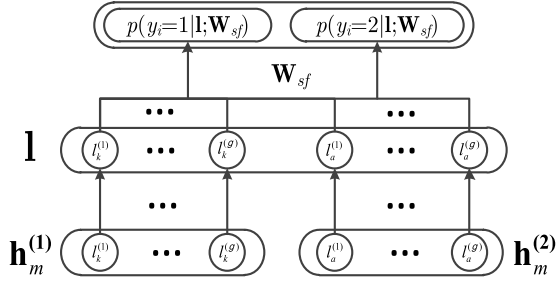 p(y_i=1|l;W_sf) p(y_i=2|l;W_sf)
W_sf
... ...
l l_k^(1) ... l_k^(g) l_a^(1) ... l_a^(g)
... ...
h_m^(1) l_k^(1) ... l_k^(g) l_a^(1) ... l_a^(g) h_m^(2)